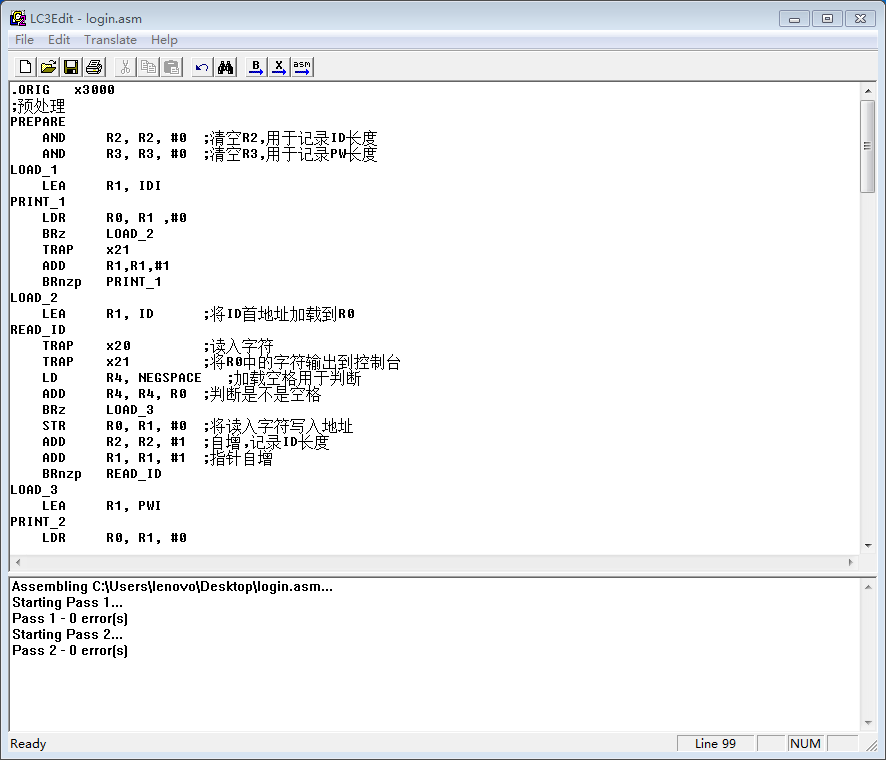 LC3Edit - login.asm
File Edit Translate Help
B X asm
.ORIG x3000
;预处理
PREPARE
AND R2, R2, #0 ;清空R2,用于记录ID长度
AND R3, R3, #0 ;清空R3,用于记录PW长度
LOAD_1
LEA R1, IDI
PRINT_1
LDR R0, R1 ,#0
BRz LOAD_2
TRAP x21
ADD R1,R1,#1
BRnzp PRINT_1
LOAD_2
LEA R1, ID ;将ID首地址加载到R0
READ_ID
TRAP x20 ;读入字符
TRAP x21 ;将R0中的字符输出到控制台
LD R4, NEGSPACE ;加载空格用于判断
ADD R4, R4, R0 ;判断是不是空格
BRz LOAD_3
STR R0, R1, #0 ;将读入字符写入地址
ADD R2, R2, #1 ;自增,记录ID长度
ADD R1, R1, #1 ;指针自增
BRnzp READ_ID
LOAD_3
LEA R1, PWI
PRINT_2
LDR R0, R1, #0
Assembling C:\Users\lenovo\Desktop\login.asm...
Starting Pass 1...
Pass 1 - 0 error(s)
Starting Pass 2...
Pass 2 - 0 error(s)
Ready Line 99 NUM